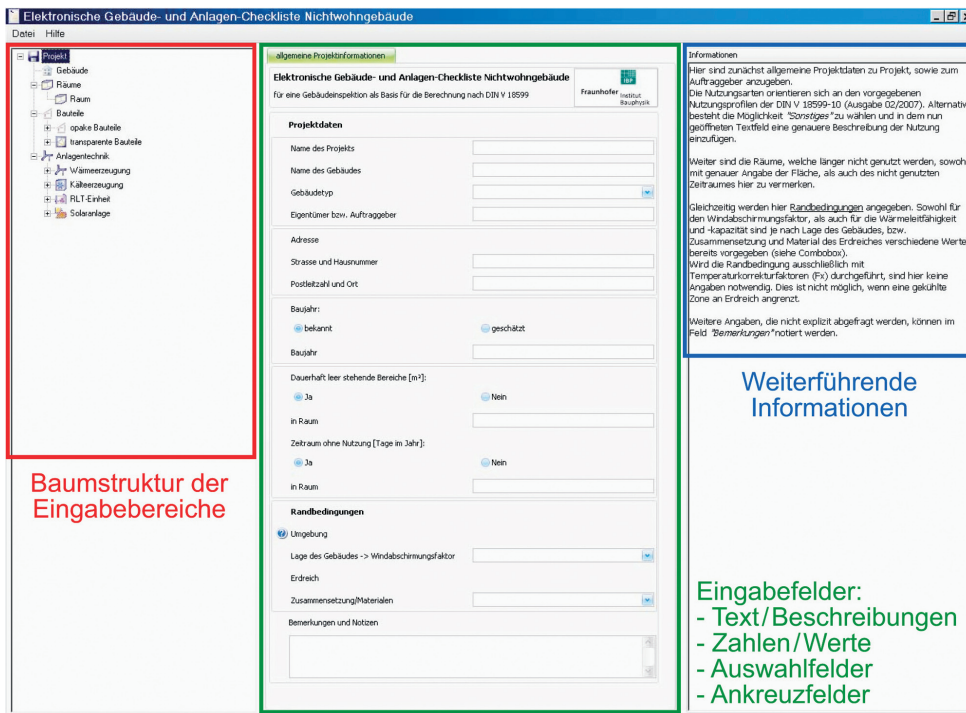 Elektronische Gebäude- und Anlagen-Checkliste Nichtwohngebäude
Datei Hilfe
Projekt
Gebäude
Räume
Raum
Bauteile
opake Bauteile
transparente Bauteile
Anlagentechnik
Wärmeerzeugung
Kälteerzeugung
RLT-Einheit
Solaranlage
Baumstruktur der
Eingabebereiche
allgemeine Projektinformationen
Elektronische Gebäude- und Anlagen-Checkliste Nichtwohngebäude
für eine Gebäudeinspektion als Basis für die Berechnung nach DIN V 18599
IBP
Fraunhofer Institut
Bauphysik
Projektdaten
Name des Projekts
Name des Gebäudes
Gebäudetyp
Eigentümer bzw. Auftraggeber
Adresse
Strasse und Hausnummer
Postleitzahl und Ort
Baujahr:
bekannt geschätzt
Baujahr
Dauerhaft leer stehende Bereiche [m²]:
Ja Nein
in Raum
Zeitraum ohne Nutzung [Tage im Jahr]:
Ja Nein
in Raum
Randbedingungen
Umgebung
Lage des Gebäudes -> Windabschirmungsfaktor
Erdreich
Zusammensetzung/Materialen
Bemerkungen und Notizen
Informationen
Hier sind zunächst allgemeine Projektdaten zu Projekt, sowie zum
Auftraggeber anzugeben.
Die Nutzungsarten orientieren sich an den vorgegebenen
Nutzungsprofilen der DIN V 18599-10 (Ausgabe 02/2007). Alternativ
besteht die Möglichkeit "Sonstiges" zu wählen und in dem nun
geöffneten Textfeld eine genauere Beschreibung der Nutzung
einzufügen.
Weiter sind die Räume, welche länger nicht genutzt werden, sowoh
mit genauer Angabe der Fläche, als auch des nicht genutzten
Zeitraumes hier zu vermerken.
Gleichzeitig werden hier Randbedingungen angegeben. Sowohl für
den Windabschirmungsfaktor, als auch für die Wärmeleitfähigkeit
und -kapazität sind je nach Lage des Gebäudes, bzw.
Zusammensetzung und Material des Erdreiches verschiedene Werte
bereits vorgegeben (siehe Combobox).
Wird die Randbedingung ausschließlich mit
Temperaturkorrekturfaktoren (Fx) durchgeführt, sind hier keine
Angaben notwendig. Dies ist nicht möglich, wenn eine gekühlte
Zone an Erdreich angrenzt.
Weitere Angaben, die nicht explizit abgefragt werden, können im
Feld "Bemerkungen" notiert werden.
Weiterführende
Informationen
Eingabefelder:
- Text/Beschreibungen
- Zahlen/Werte
- Auswahlfelder
- Ankreuzfelder